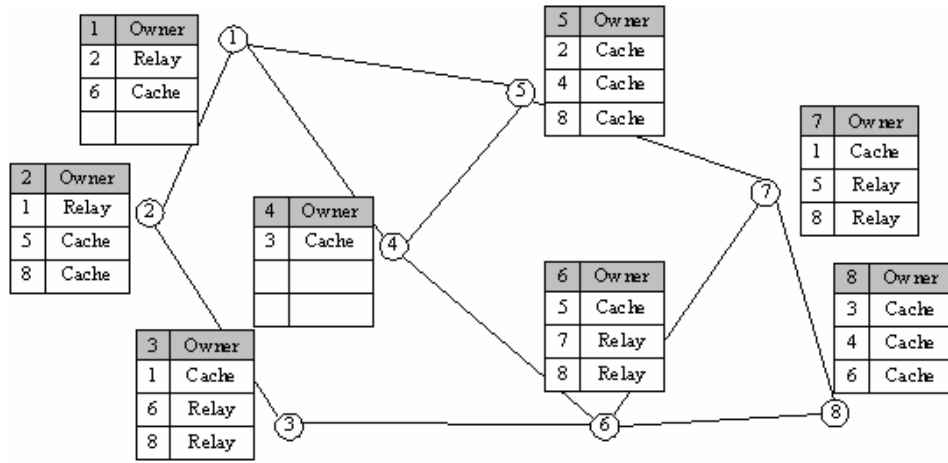 1 Owner
2 Relay
6 Cache
1
5 Owner
2 Cache
4 Cache
8 Cache
5
7 Owner
1 Cache
5 Relay
8 Relay
7
2 Owner
1 Relay
5 Cache
8 Cache
2
4 Owner
3 Cache
4
6 Owner
5 Cache
7 Relay
8 Relay
6
8 Owner
3 Cache
4 Cache
6 Cache
8
3 Owner
1 Cache
6 Relay
8 Relay
3